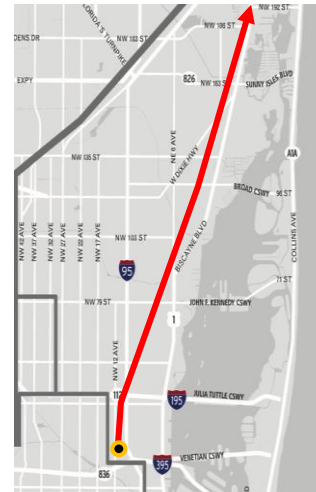 NW 192 ST
FLORIDA'S TURNPIKE
NW 186 ST
DENS DR
NW 183 ST
EXPY
826
NW 163 ST
SUNNY ISLES BLVD
NE 6 AVE
W DIXIE HWY
A1A
NW 135 ST
BROAD CSWY
96 ST
COLLINS AVE
NW 42 AVE
NW 37 AVE
NW 32 AVE
NW 27 AVE
NW 22 AVE
NW 17 AVE
NW 103 ST
BISCAYNE BLVD
95
71 ST
NW 79 ST
JOHN F. KENNEDY CSWY
1
NW 12 AVE
112
195
JULIA TUTTLE CSWY
836
395
VENETIAN CSWY